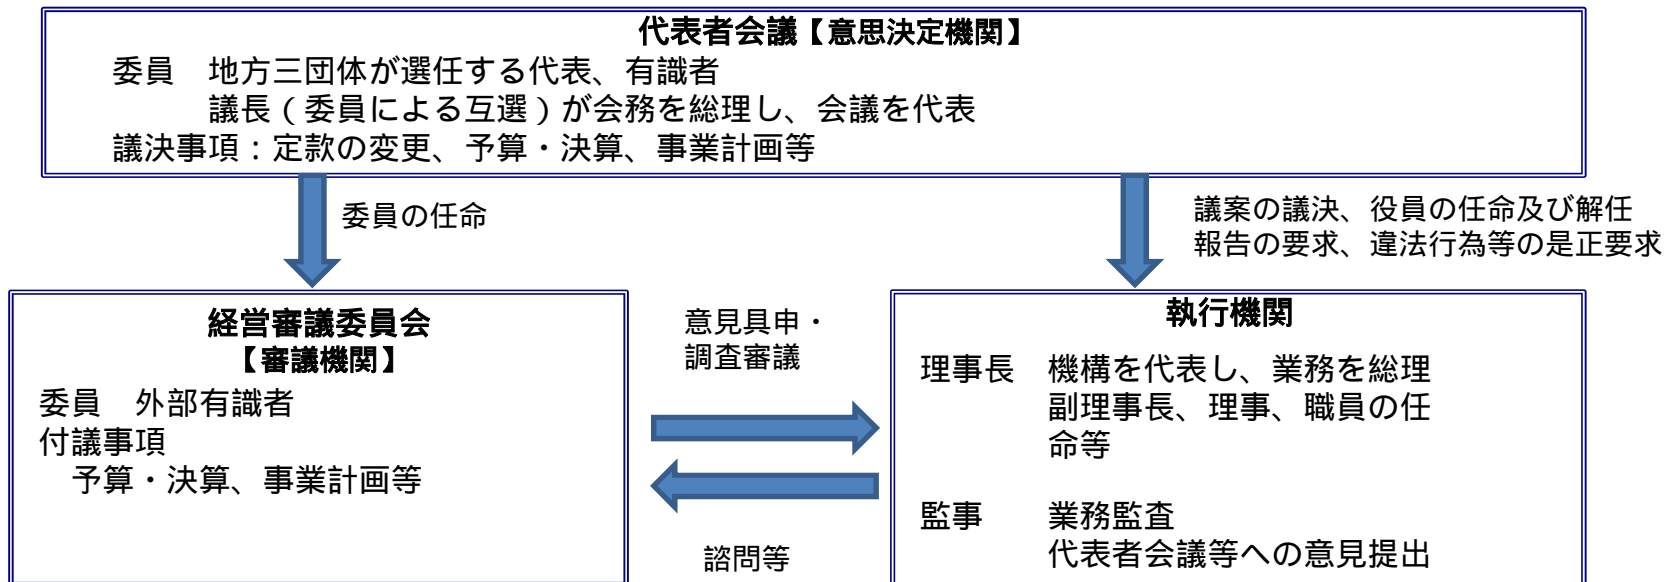 代表者会議【意思決定機関】
委員　地方三団体が選任する代表、有識者
議長（委員による互選）が会務を総理し、会議を代表
議決事項：定款の変更、予算・決算、事業計画等
委員の任命
議案の議決、役員の任命及び解任
報告の要求、違法行為等の是正要求
経営審議委員会
【審議機関】
委員　外部有識者
付議事項
予算・決算、事業計画等
意見具申・
調査審議
諮問等
執行機関
理事長　機構を代表し、業務を総理
副理事長、理事、職員の任
命等
監事　業務監査
代表者会議等への意見提出